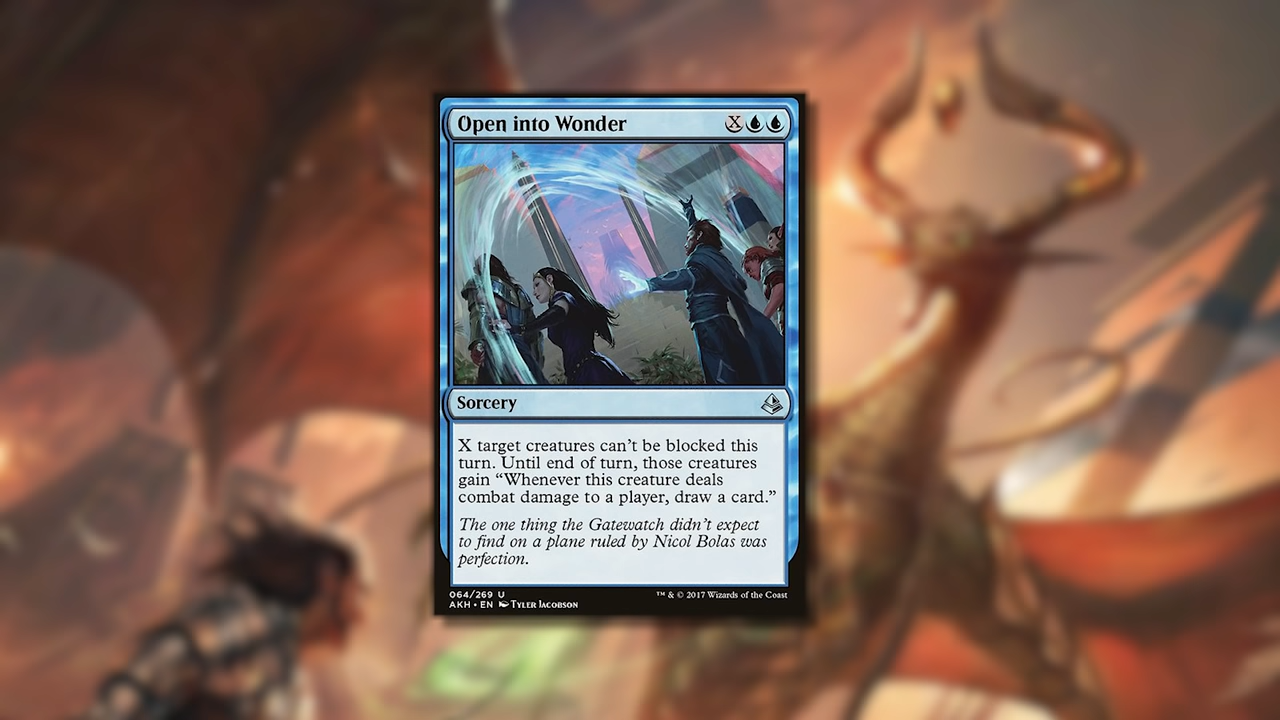 Open into Wonder X
Sorcery
X target creatures can't be blocked this
turn. Until end of turn, those creatures
gain “Whenever this creature deals
combat damage to a player, draw a card.”
The one thing the Gatewatch didn't expect
to find on a plane ruled by Nicol Bolas was
perfection.
064/269 U
™ & © 2017 Wizards of the Coast
AKH • EN Tyler Jacobson